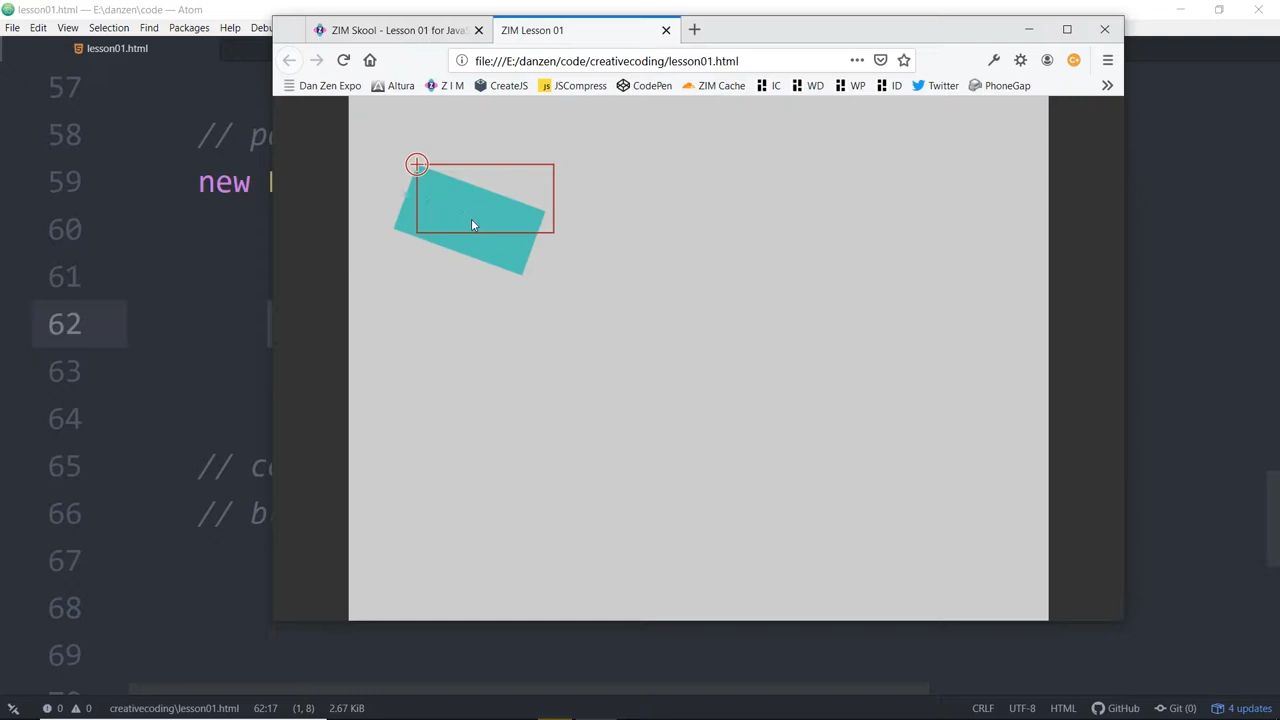 lesson01.html — E:\danzen\code — Atom
File Edit View Selection Find Packages Help
lesson01.html
ZIM Skool - Lesson 01 for Java
ZIM Lesson 01
file:///E:/danzen/code/creativecoding/lesson01.html
Dan Zen Expo Altura Z I M CreateJS JSCompress CodePen ZIM Cache IC WD WP ID Twitter PhoneGap
57
58 // p
59 new
60
61
62
63
64
65 // c
66 // b
67
68
69
0 0 creativecoding\lesson01.html 62:17 (1, 8) 2.67 KiB CRLF UTF-8 HTML GitHub Git (0) 4 updates